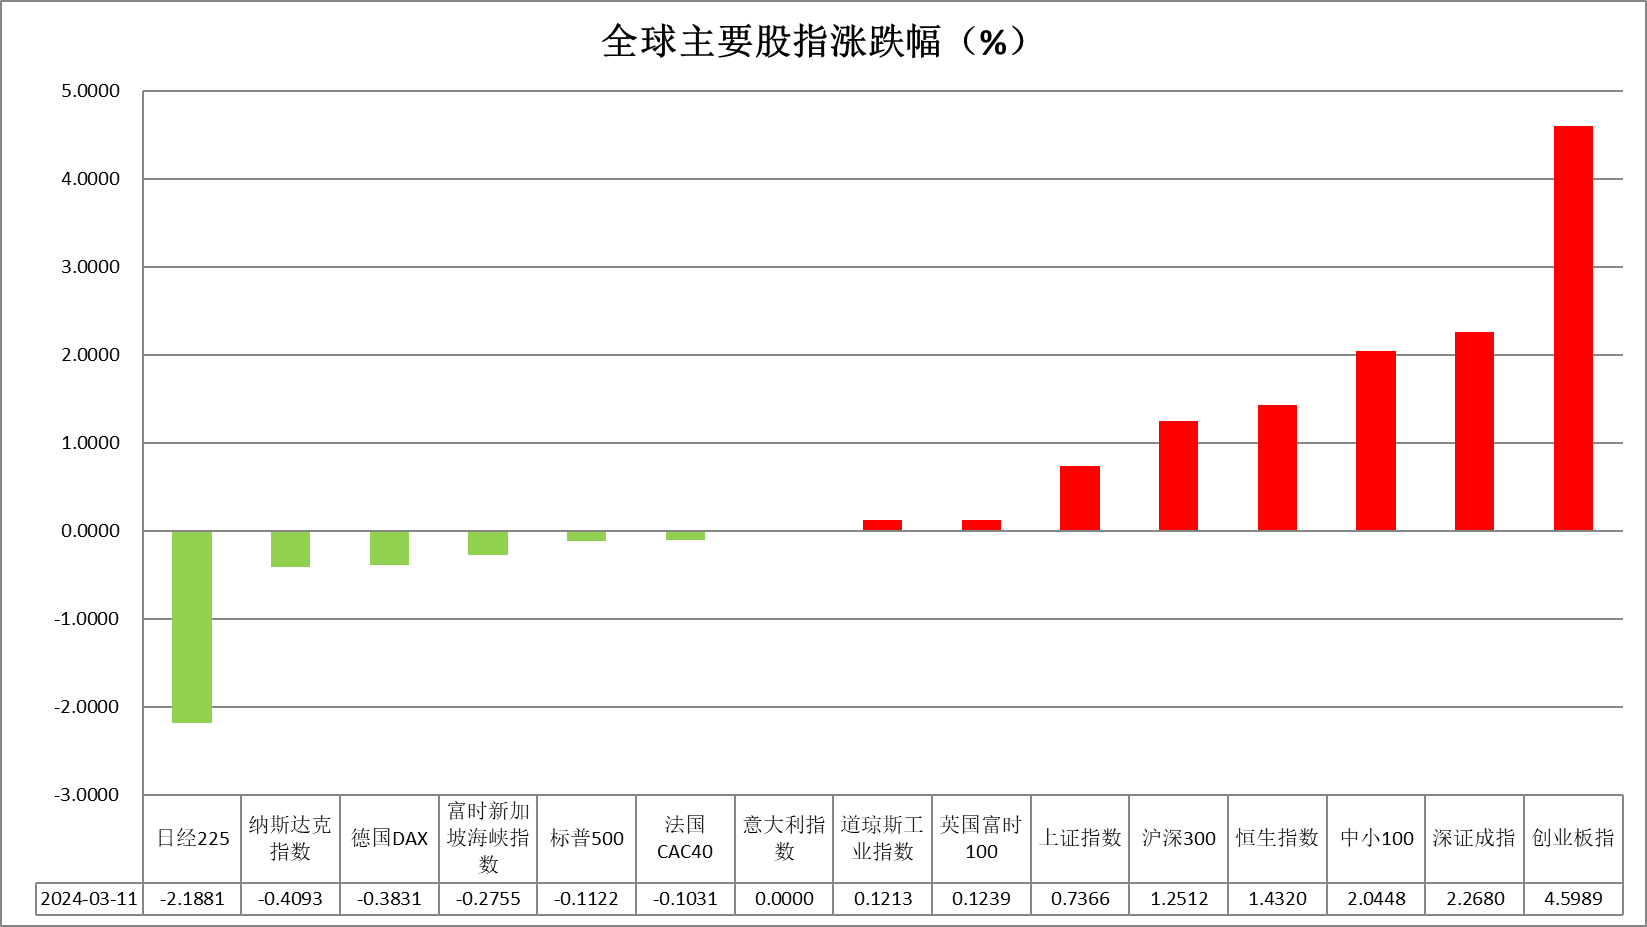 全球主要股指涨跌幅（%）
5.0000
4.0000
3.0000
2.0000
1.0000
0.0000
-1.0000
-2.0000
-3.0000
日经225
纳斯达克
指数
德国DAX
富时新加
坡海峡指
数
标普500
法国
CAC40
意大利指
数
道琼斯工
业指数
英国富时
100
上证指数
沪深300
恒生指数
中小100
深证成指
创业板指
2024-03-11 -2.1881 -0.4093 -0.3831 -0.2755 -0.1122 -0.1031 0.0000 0.1213 0.1239 0.7366 1.2512 1.4320 2.0448 2.2680 4.5989